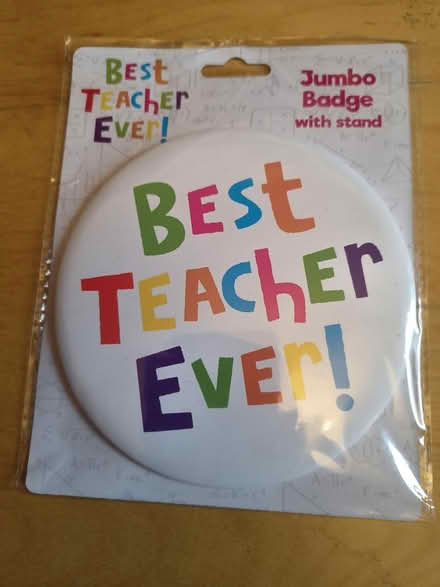 Best
Teacher
Ever!
Jumbo
Badge
with stand
Best
Teacher
Ever!